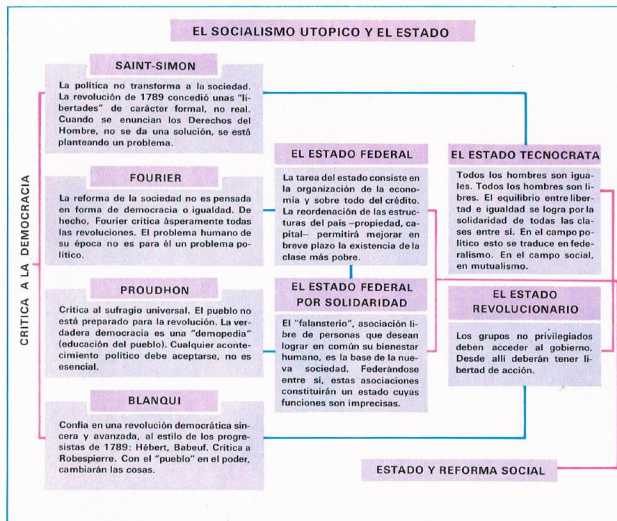 EL SOCIALISMO UTOPICO Y EL ESTADO
CRITICA A LA DEMOCRACIA
SAINT-SIMON
La política no transforma a la sociedad.
La revolución de 1789 concedió unas "li-
bertades" de carácter formal, no real.
Cuando se enuncian los Derechos del
Hombre, no se da una solución, se está
planteando un problema.
FOURIER
La reforma de la sociedad no es pensada
en forma de democracia o igualdad. De
hecho, Fourier critica ásperamente todas
las revoluciones. El problema humano de
su época no es para él un problema po-
lítico.
PROUDHON
Critica al sufragio universal. El pueblo no
está preparado para la revolución. La ver-
dadera democracia es una "demopedia"
(educación del pueblo). Cualquier acont-
tecimiento político debe aceptarse, no es
esencial.
BLANQUI
Confía en una revolución democrática sin-
cera y avanzada, al estilo de los progre-
sistas de 1789: Hébert, Babeuf. Critica a
Robespierre. Con el "pueblo" en el poder,
cambiarán las cosas.
EL ESTADO FEDERAL
La tarea del estado consiste en
la organización de la econo-
mía y sobre todo del crédito.
La reordenación de las estruc-
turas del país –propiedad, ca-
pital– permitirá mejorar en
breve plazo la existencia de la
clase más pobre.
EL ESTADO FEDERAL
POR SOLIDARIDAD
El "falansterio", asociación li-
bre de personas que desean
lograr en común su bienestar
humano, es la base de la nue-
va sociedad. Federándose
entre sí, estas asociaciones
constituirán un estado cuyas
funciones son imprecisas.
EL ESTADO TECNOCRATA
Todos los hombres son igua-
les. Todos los hombres son li-
bres. El equilibrio entre liber-
tad e igualdad se logra por la
solidaridad de todas las cla-
ses entre sí. En el campo po-
lítico esto se traduce en fede-
ralismo. En el campo social,
en mutualismo.
EL ESTADO
REVOLUCIONARIO
Los grupos no privilegiados
deben acceder al gobierno.
Desde allí deberán tener li-
bertad de acción.
ESTADO Y REFORMA SOCIAL